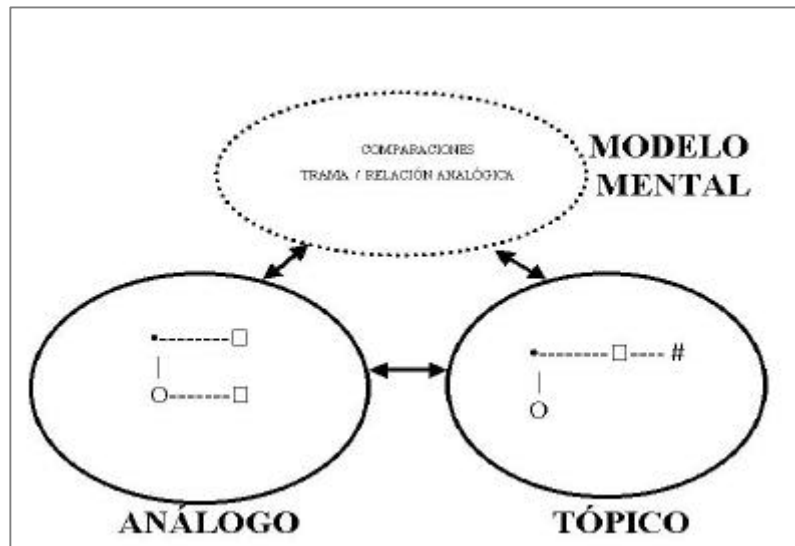 COMPARACIONES
TRAMA / RELACIÓN ANALÓGICA
MODELO
MENTAL
ANÁLOGO
TÓPICO
•-------□
|
O-------□
•--------□---- #
|
O